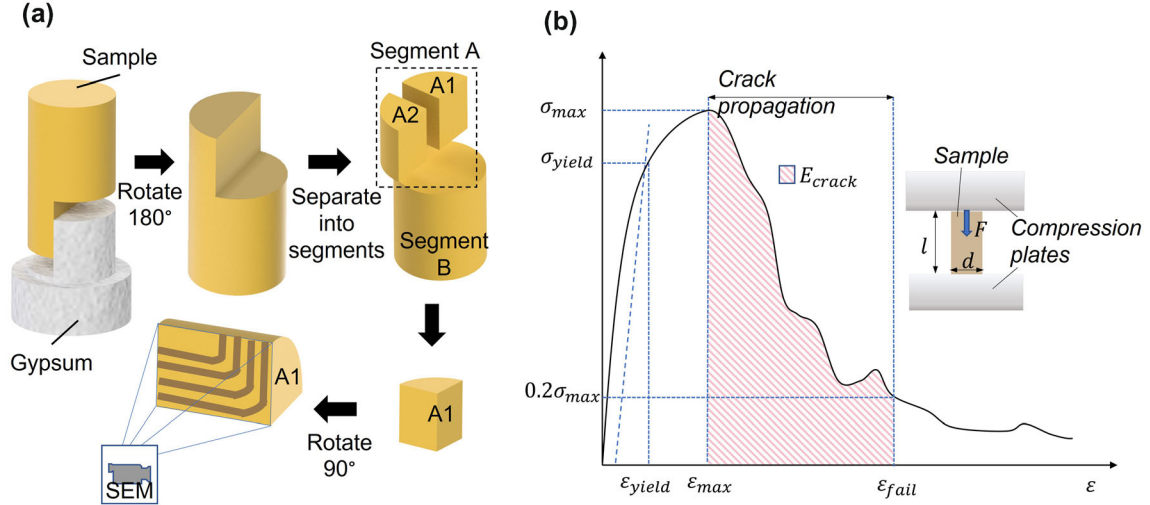 (a)
Sample
Rotate
180°
Separate
into
segments
Segment A
A1
A2
Segment
B
Gypsum
A1
Rotate
90°
A1
SEM
(b)
Crack
propagation
σmax
σyield
Ecrack
0.2σmax
εyield
εmax
εfail
ε
Sample
F
l
d
Compression
plates